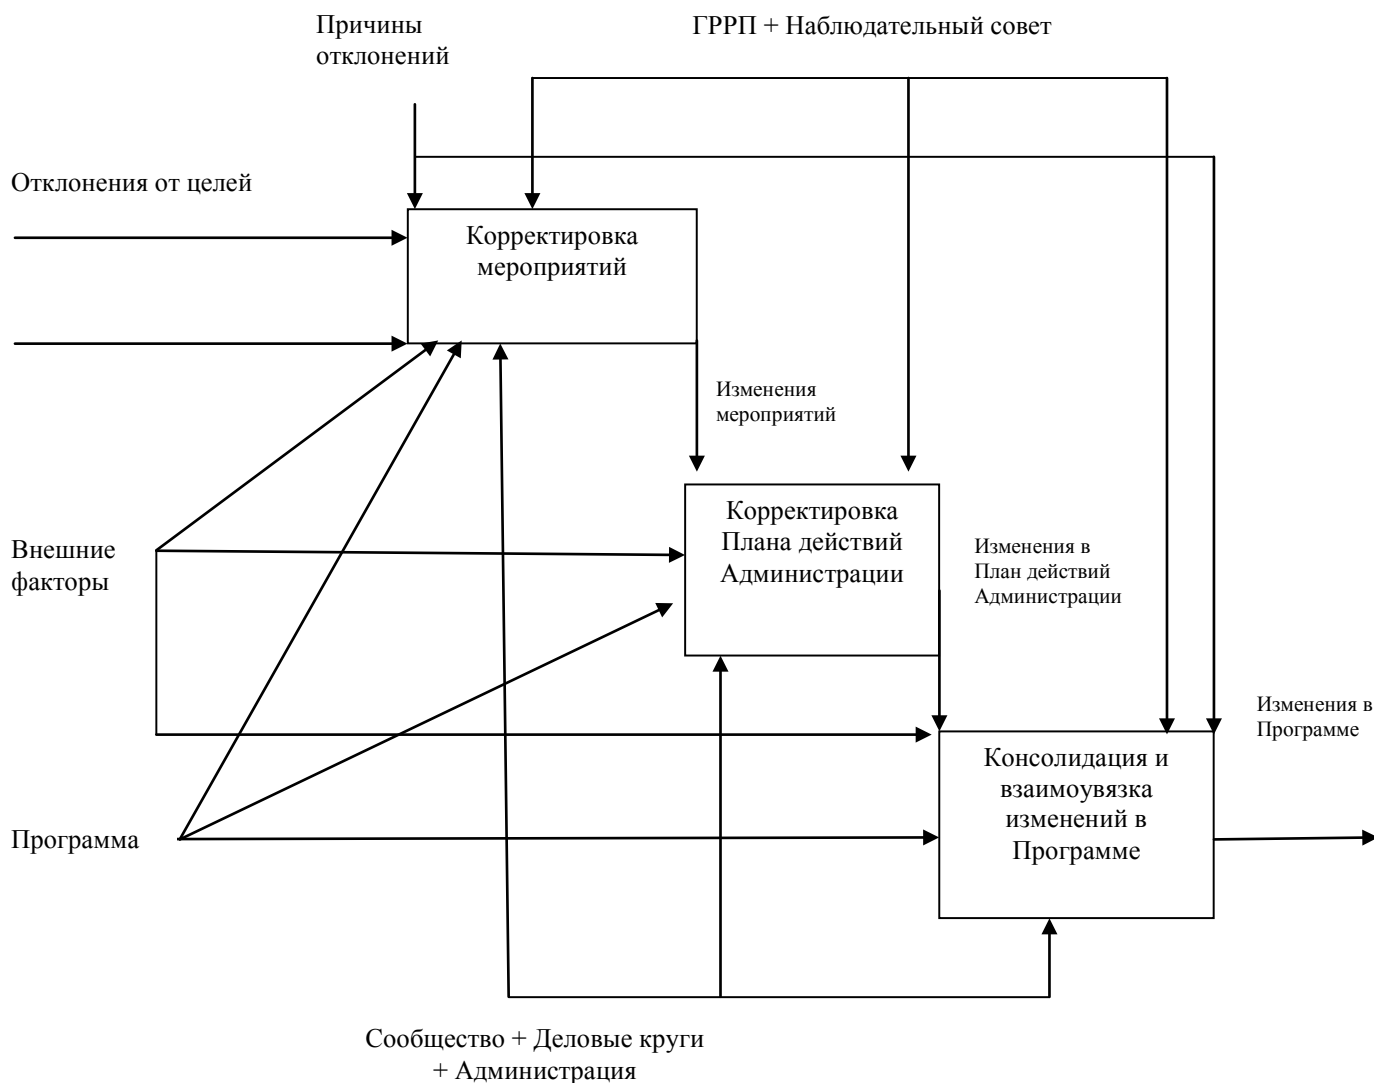 Причины
отклонений
ГРРП + Наблюдательный совет
Отклонения от целей
Корректировка
мероприятий
Изменения
мероприятий
Корректировка
Плана действий
Администрации
Внешние
факторы
Изменения в
План действий
Администрации
Изменения в
Программе
Консолидация и
взаимоувязка
изменений в
Программе
Программа
Сообщество + Деловые круги
+ Администрация